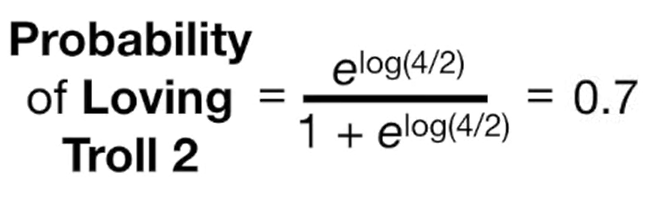 Probability
of Loving
Troll 2
= e^log(4/2) / 1 + e^log(4/2) = 0.7